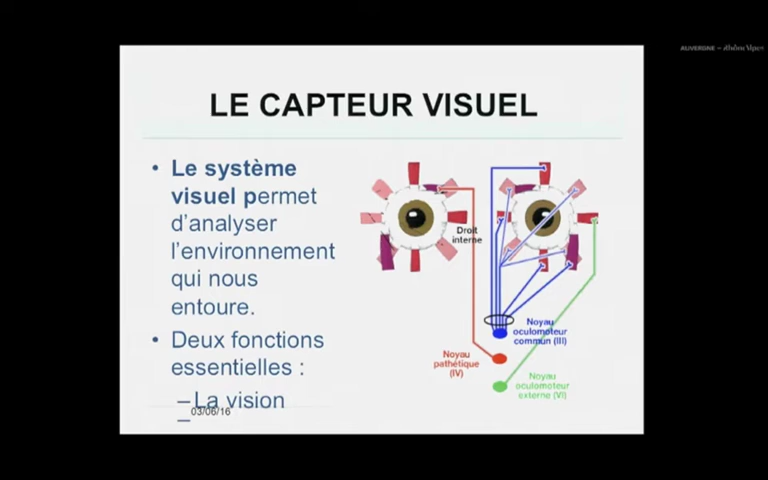 AUVERGNE – Rhône Alpes
LE CAPTEUR VISUEL
• Le système
visuel permet
d'analyser
l'environnement
qui nous
entoure.
• Deux fonctions
essentielles :
– La vision
–
03/06/16
Droit
interne
Noyau
oculomoteur
commun (III)
Noyau
pathétique
(IV)
Noyau
oculomoteur
externe (VI)